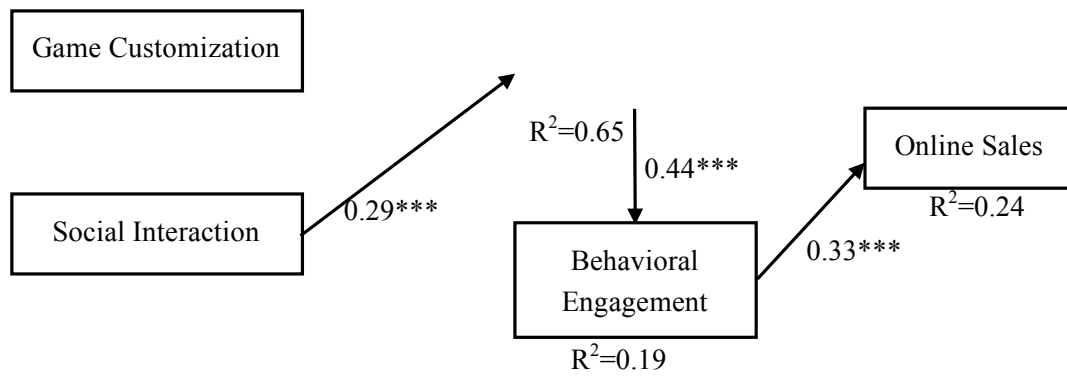 Game Customization
R²=0.65
Online Sales
0.44***
R²=0.24
0.29***
Social Interaction
0.33***
Behavioral
Engagement
R²=0.19